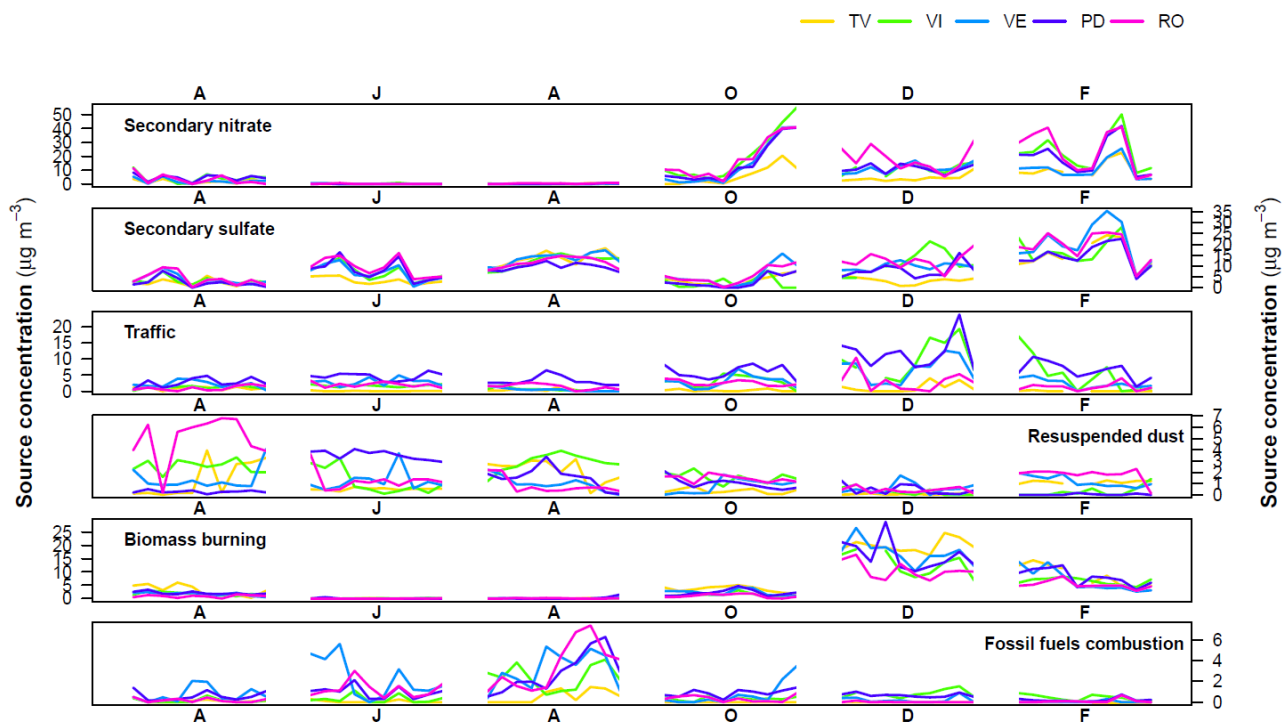 TV VI VE PD RO
A J A O D F
50
40
30
20
10
0
Secondary nitrate
A J A O D F
Secondary sulfate
35
30
25
20
15
10
5
0
A J A O D F
20
15
10
5
0
Traffic
A J A O D F
Resuspended dust
7
6
5
4
3
2
1
0
A J A O D F
25
20
15
10
5
0
Biomass burning
A J A O D F
Fossil fuels combustion
6
4
2
0
A J A O D F
Source concentration (µg m⁻³)
Source concentration (µg m⁻³)